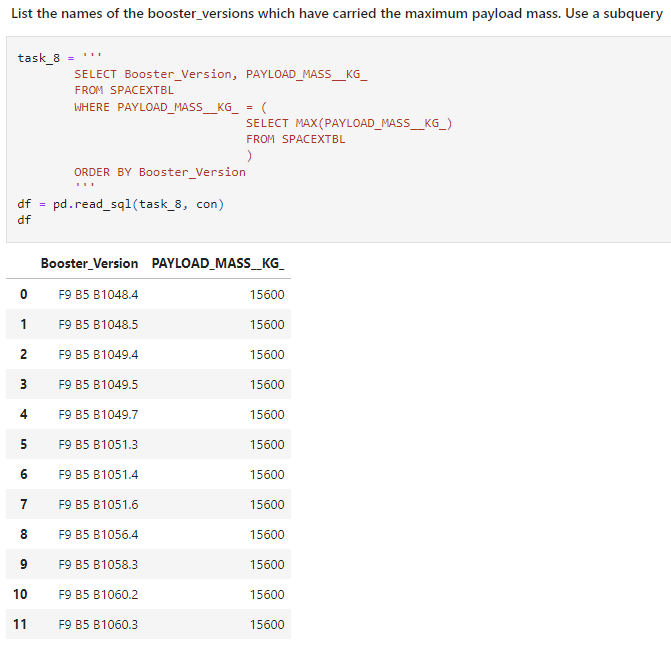 List the names of the booster_versions which have carried the maximum payload mass. Use a subquery
task_8 = '''
SELECT Booster_Version, PAYLOAD_MASS__KG_
FROM SPACEXTBL
WHERE PAYLOAD_MASS__KG_ = (
SELECT MAX(PAYLOAD_MASS__KG_)
FROM SPACEXTBL
)
ORDER BY Booster_Version
'''
df = pd.read_sql(task_8, con)
df
Booster_Version PAYLOAD_MASS__KG_
0 F9 B5 B1048.4 15600
1 F9 B5 B1048.5 15600
2 F9 B5 B1049.4 15600
3 F9 B5 B1049.5 15600
4 F9 B5 B1049.7 15600
5 F9 B5 B1051.3 15600
6 F9 B5 B1051.4 15600
7 F9 B5 B1051.6 15600
8 F9 B5 B1056.4 15600
9 F9 B5 B1058.3 15600
10 F9 B5 B1060.2 15600
11 F9 B5 B1060.3 15600